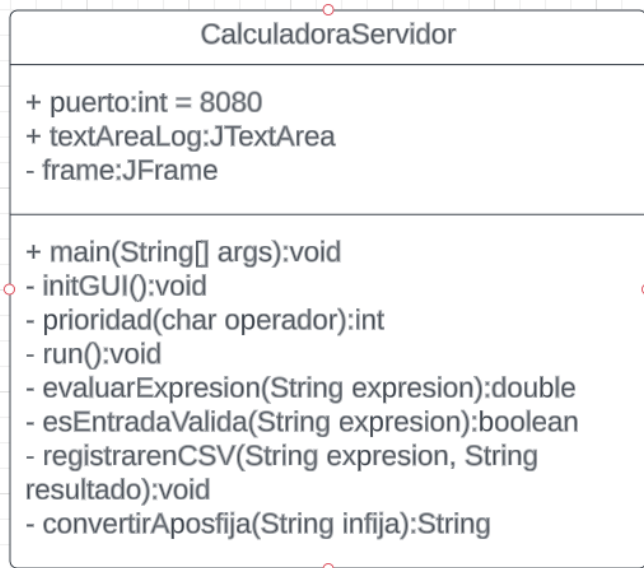 CalculadoraServidor
+ puerto:int = 8080
+ textAreaLog:JTextArea
- frame:JFrame
+ main(String[] args):void
- initGUI():void
- prioridad(char operador):int
- run():void
- evaluarExpresion(String expresion):double
- esEntradaValida(String expresion):boolean
- registrarenCSV(String expresion, String
resultado):void
- convertirAposfija(String infija):String